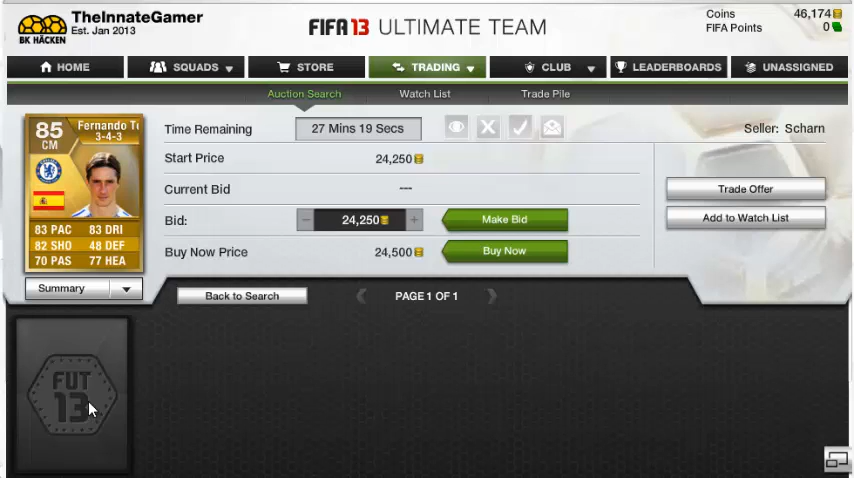 TheInnateGamer
Est. Jan 2013
BK HÄCKEN
FIFA 13 ULTIMATE TEAM
Coins 46,174
FIFA Points 0
HOME SQUADS STORE TRADING CLUB LEADERBOARDS UNASSIGNED
Auction Search Watch List Trade Pile
85
CM
Fernando To
3-4-3
83 PAC 83 DRI
82 SHO 48 DEF
70 PAS 77 HEA
Summary
Time Remaining 27 Mins 19 Secs
Seller: Scharn
Start Price 24,250
Current Bid ---
Bid: - 24,250 + Make Bid
Buy Now Price 24,500 Buy Now
Trade Offer
Add to Watch List
Back to Search
PAGE 1 OF 1
FUT
13